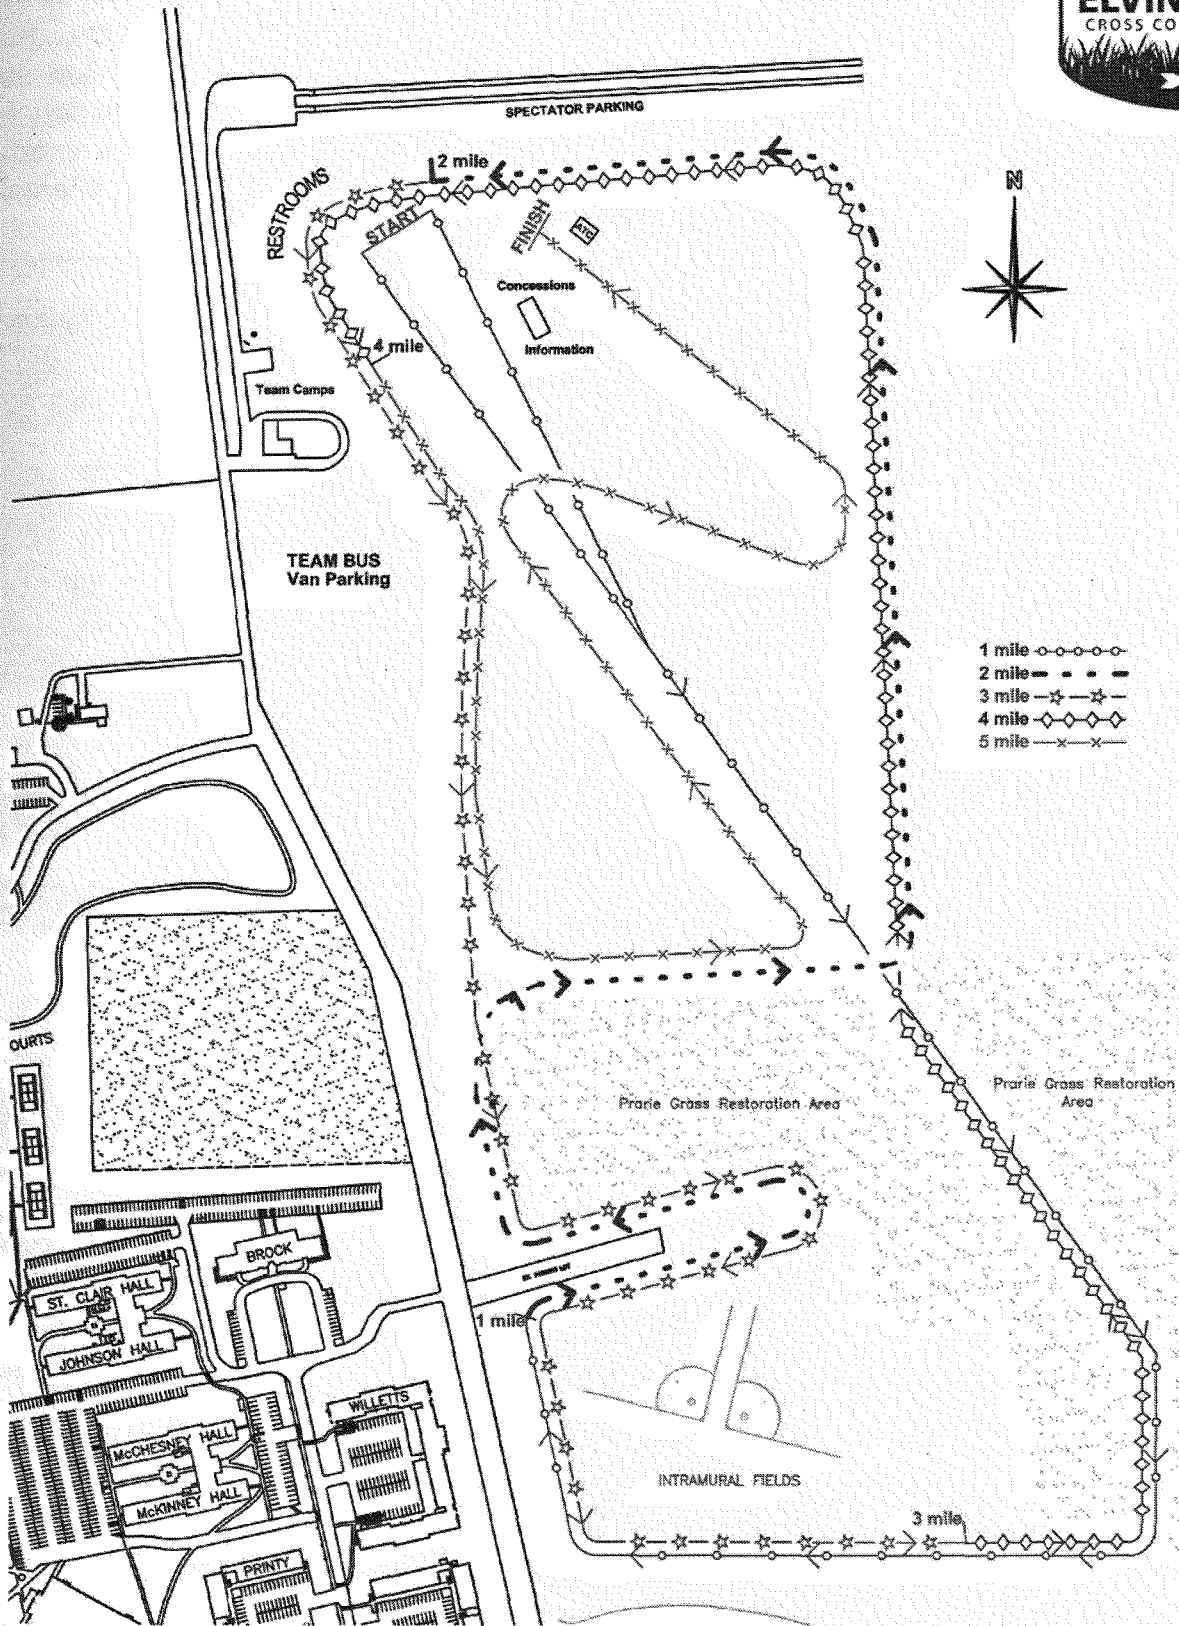 ELVIN
CROSS CO
SPECTATOR PARKING
2 mile
RESTROOMS
START
FINISH
ATC
N
Concessions
Information
4 mile
Team Camps
TEAM BUS
Van Parking
1 mile
2 mile
3 mile
4 mile
5 mile
OURTS
Prarie Grass Restoration Area
Prarie Grass Restoration
Area
BROCK
ST. CLAIR HALL
JOHNSON HALL
1 mile
WILLETTS
McCHESNEY HALL
McKINNEY HALL
INTRAMURAL FIELDS
3 mile
PRINTY